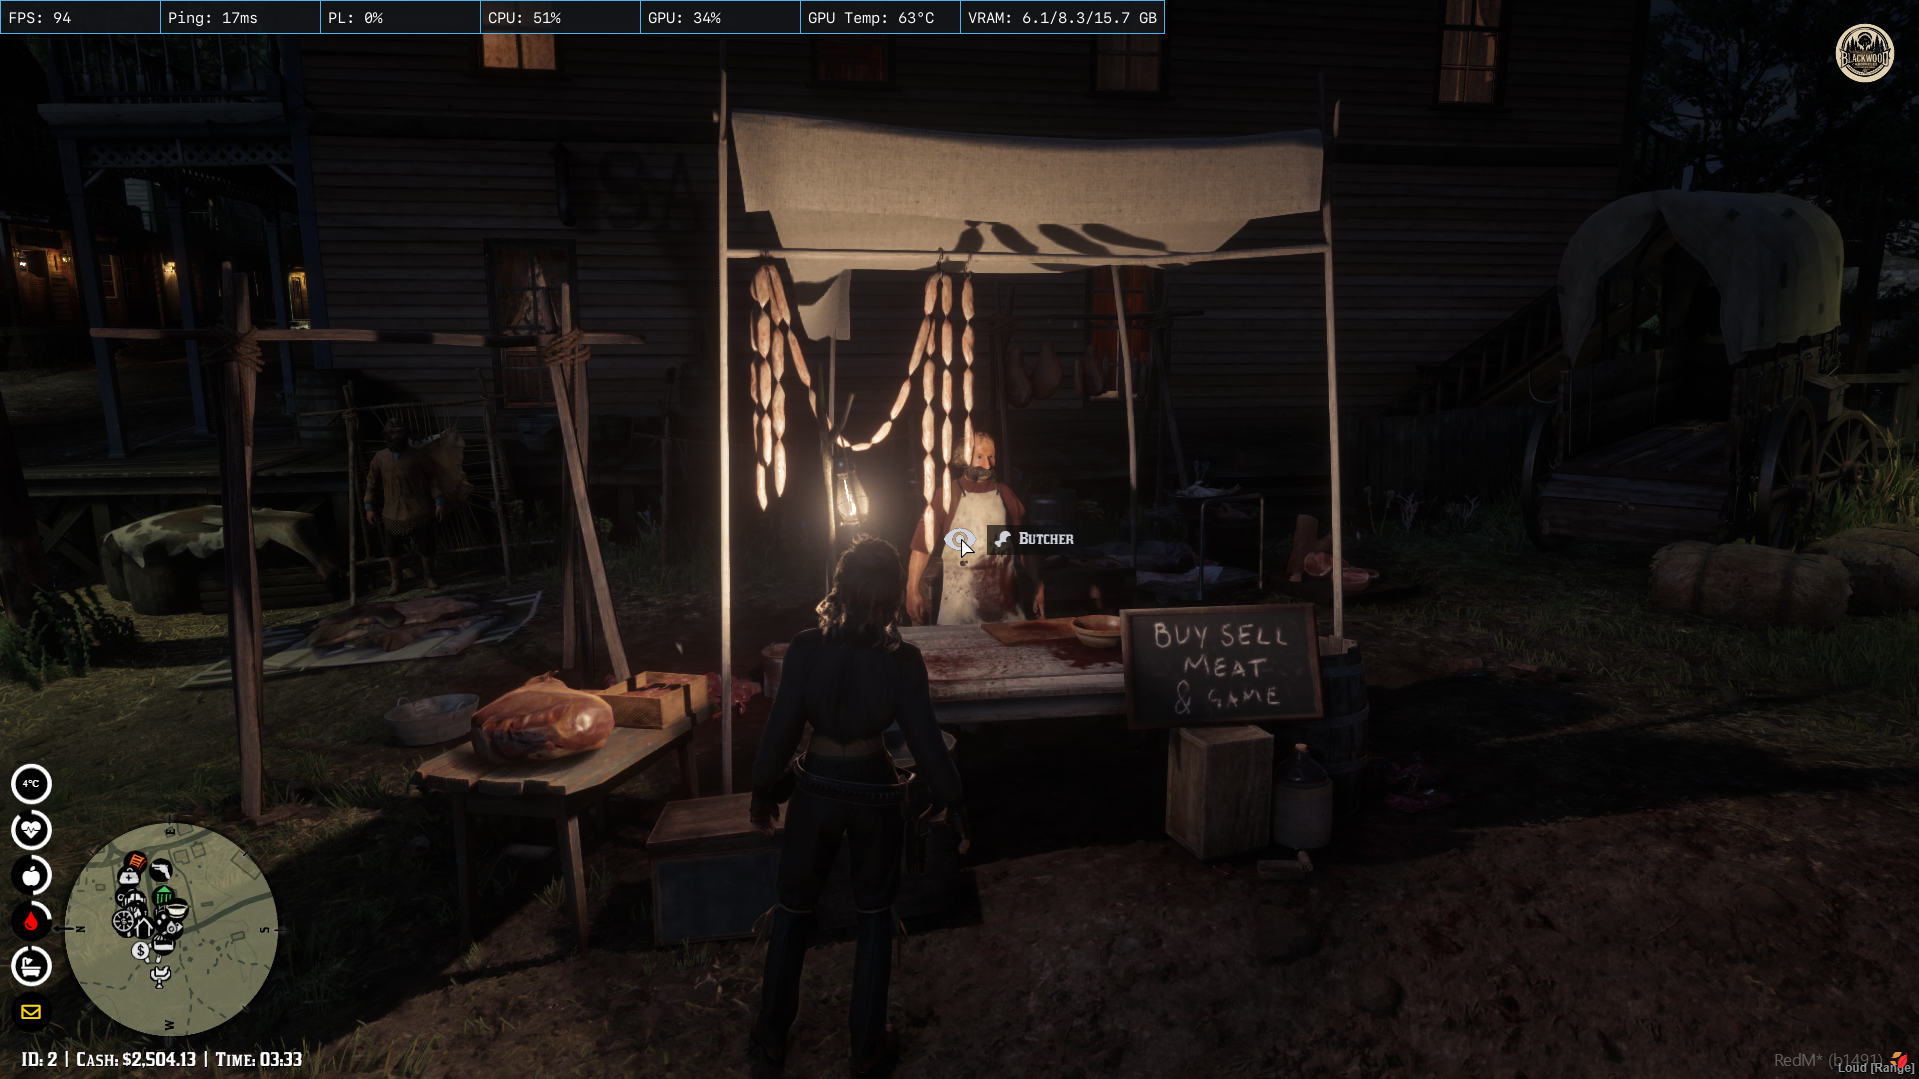 FPS: 94 Ping: 17ms PL: 0% CPU: 51% GPU: 34% GPU Temp: 63°C VRAM: 6.1/8.3/15.7 GB
BLACKWOOD
BUTCHER
BUY SELL
MEAT
& GAME
4°C
E
N
S
W
ID: 2 | CASH: $2,504.13 | TIME: 03:33
RedM* (b1491)
Loud [Range]